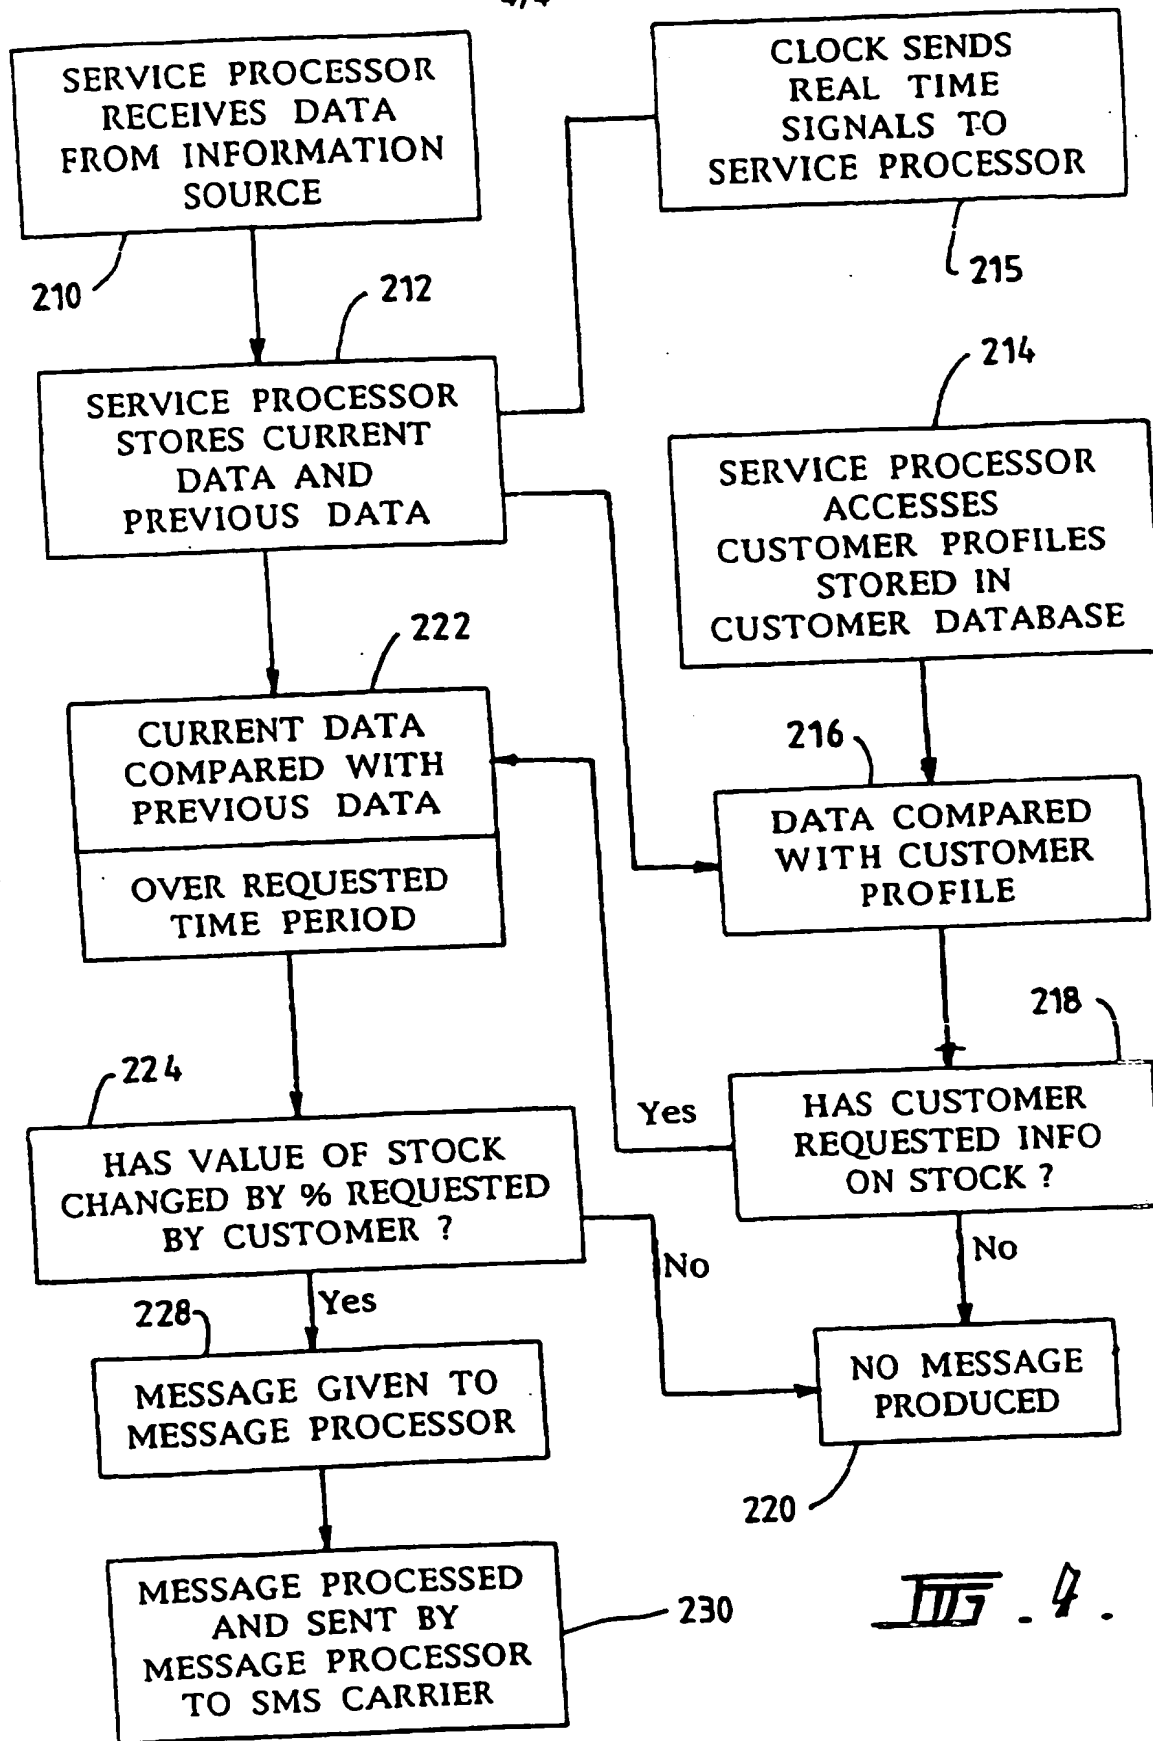 4/4
SERVICE PROCESSOR
RECEIVES DATA
FROM INFORMATION
SOURCE
210
CLOCK SENDS
REAL TIME
SIGNALS TO
SERVICE PROCESSOR
215
212
SERVICE PROCESSOR
STORES CURRENT
DATA AND
PREVIOUS DATA
214
SERVICE PROCESSOR
ACCESSES
CUSTOMER PROFILES
STORED IN
CUSTOMER DATABASE
222
CURRENT DATA
COMPARED WITH
PREVIOUS DATA
OVER REQUESTED
TIME PERIOD
216
DATA COMPARED
WITH CUSTOMER
PROFILE
218
HAS CUSTOMER
REQUESTED INFO
ON STOCK ?
Yes
No
224
HAS VALUE OF STOCK
CHANGED BY % REQUESTED
BY CUSTOMER ?
No
Yes
228
MESSAGE GIVEN TO
MESSAGE PROCESSOR
NO MESSAGE
PRODUCED
220
MESSAGE PROCESSED
AND SENT BY
MESSAGE PROCESSOR
TO SMS CARRIER
230
FIG. 4.